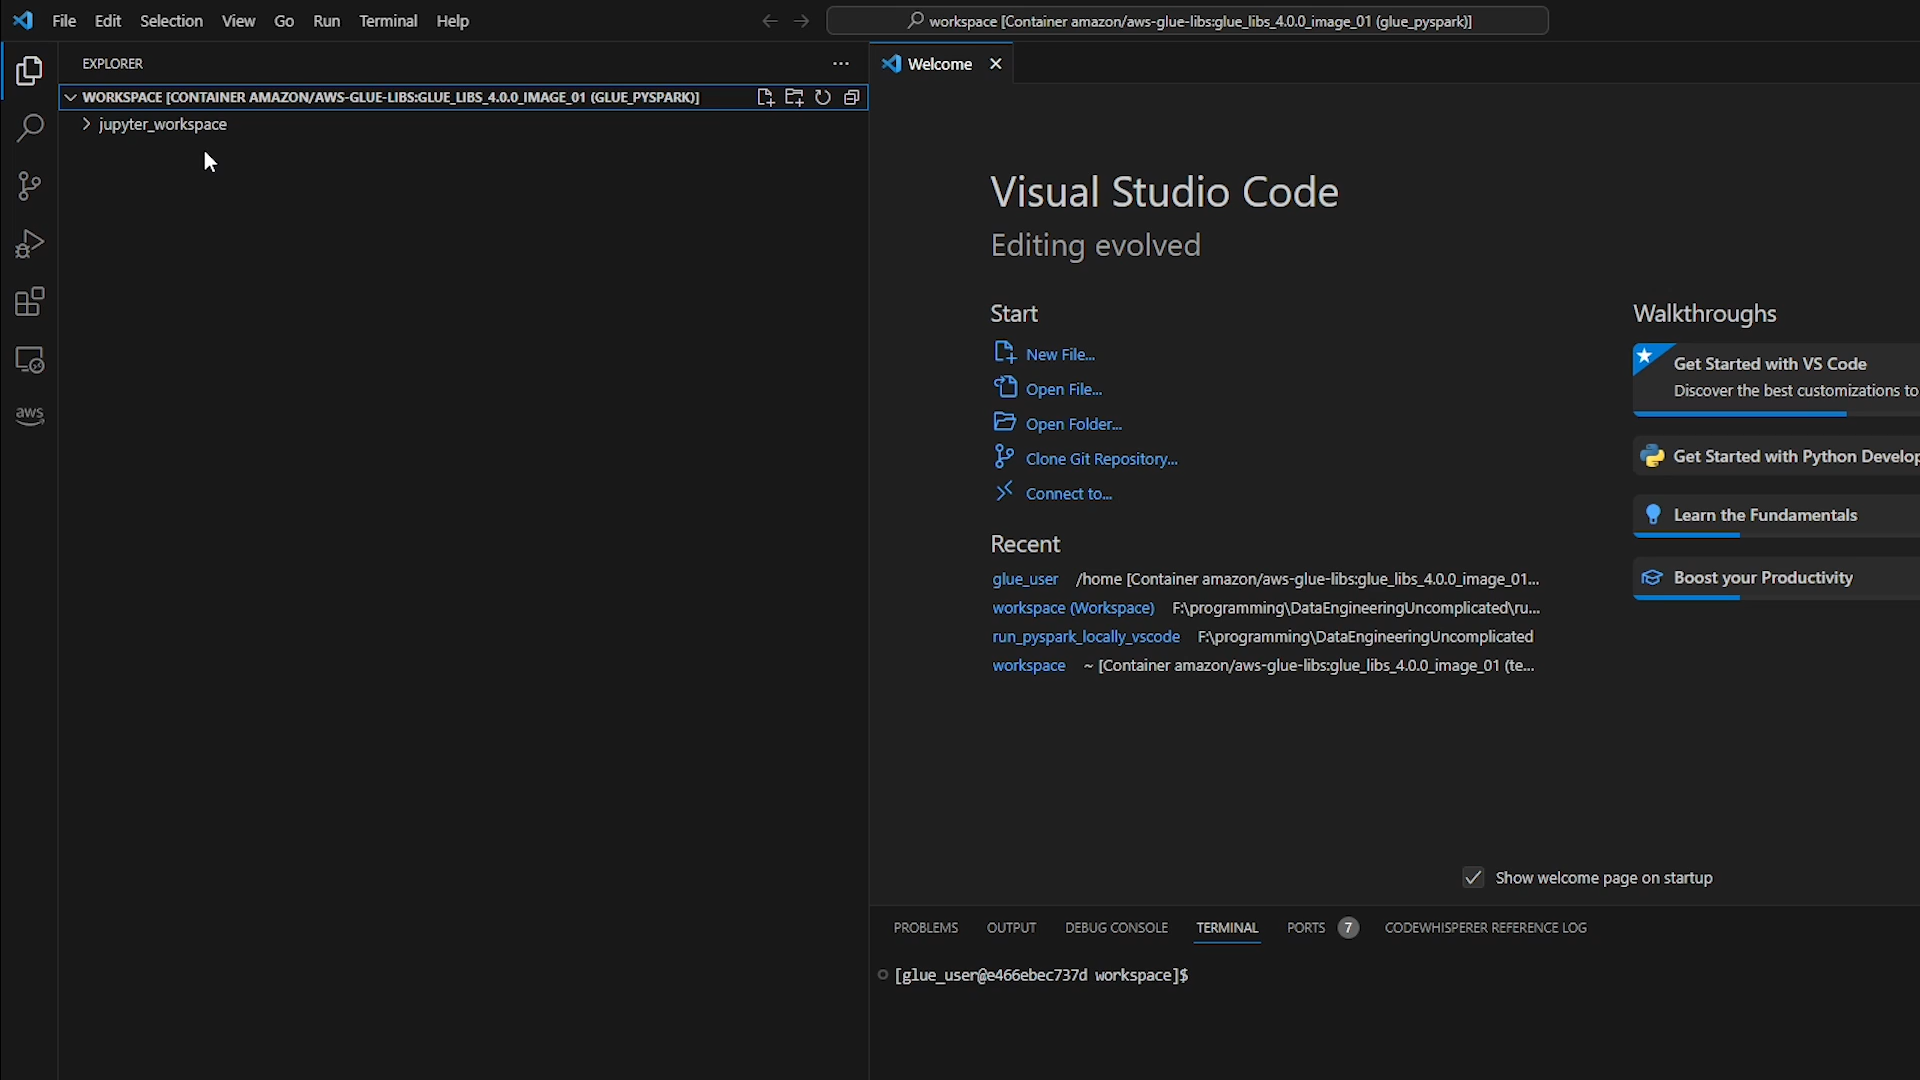 File Edit Selection View Go Run Terminal Help
workspace [Container amazon/aws-glue-libs:glue_libs_4.0.0_image_01 (glue_pyspark)]
EXPLORER
Welcome
WORKSPACE [CONTAINER AMAZON/AWS-GLUE-LIBS:GLUE_LIBS_4.0.0_IMAGE_01 (GLUE_PYSPARK)]
jupyter_workspace
aws
Visual Studio Code
Editing evolved
Start
New File...
Open File...
Open Folder...
Clone Git Repository...
Connect to...
Recent
glue_user /home [Container amazon/aws-glue-libs:glue_libs_4.0.0_image_01...
workspace (Workspace) F:\programming\DataEngineeringUncomplicated\ru...
run_pyspark_locally_vscode F:\programming\DataEngineeringUncomplicated
workspace ~ [Container amazon/aws-glue-libs:glue_libs_4.0.0_image_01 (te...
Walkthroughs
Get Started with VS Code
Discover the best customizations to
Get Started with Python Develop
Learn the Fundamentals
Boost your Productivity
Show welcome page on startup
PROBLEMS OUTPUT DEBUG CONSOLE TERMINAL PORTS 7 CODEWHISPERER REFERENCE LOG
[glue_user@e466ebec737d workspace]$